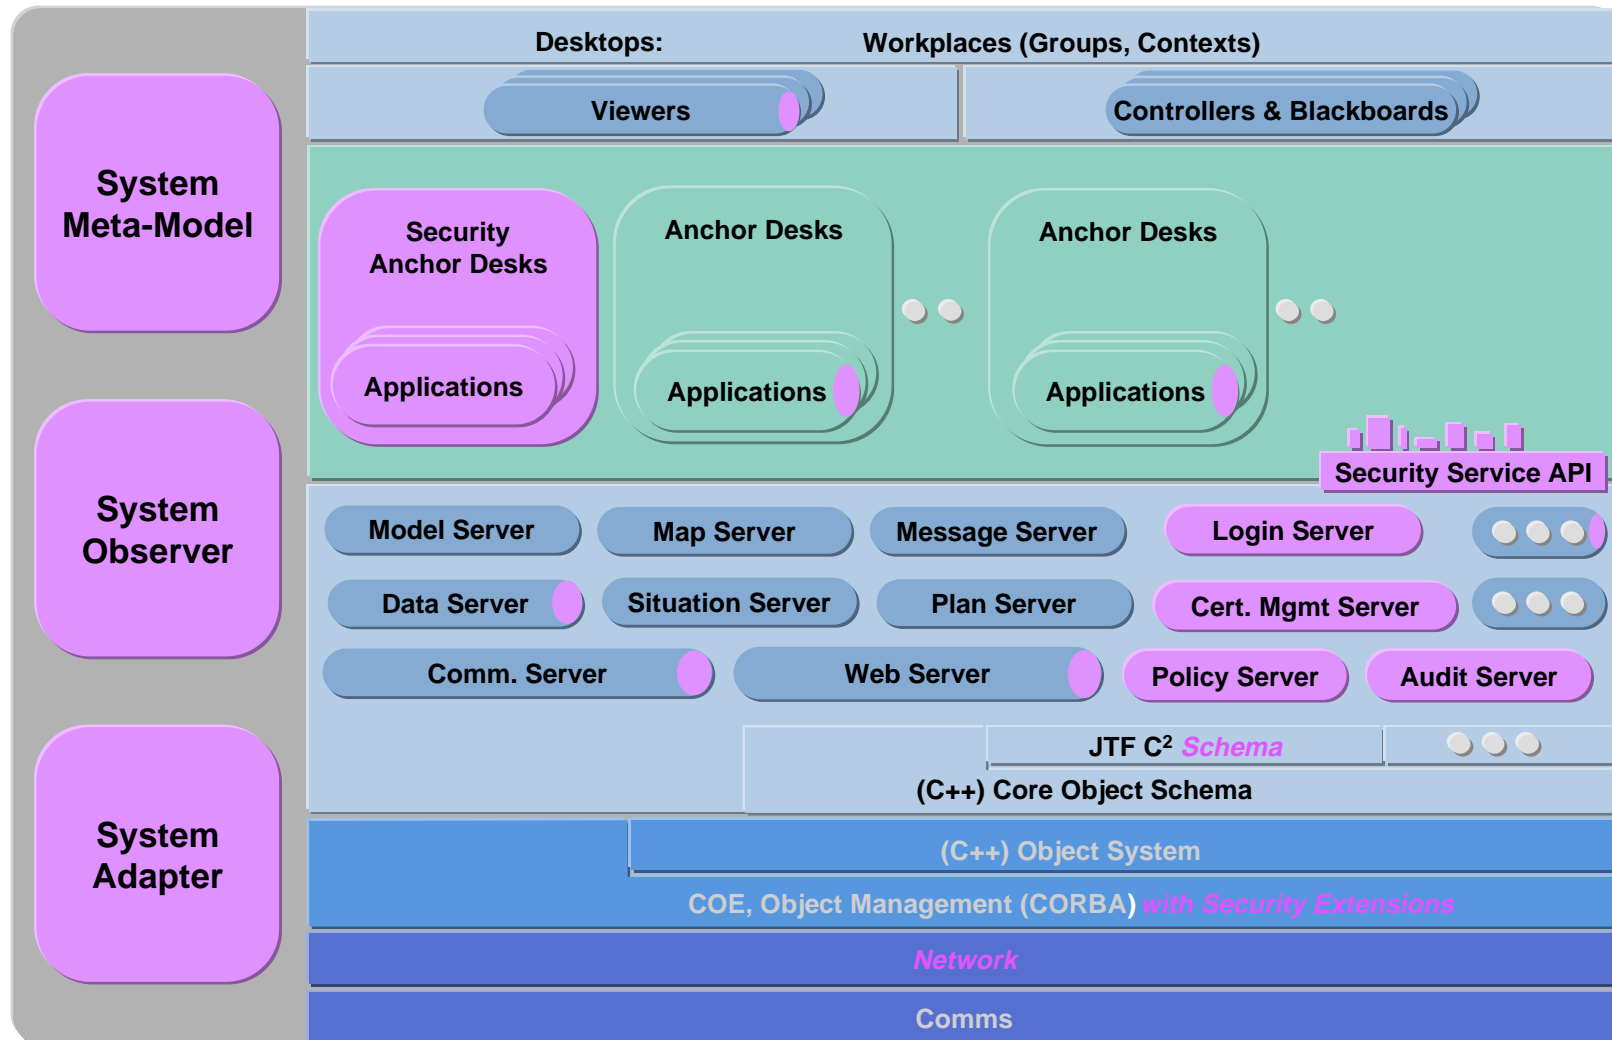 Desktops: Workplaces (Groups, Contexts)
Viewers
Controllers & Blackboards
System
Meta-Model
Security
Anchor Desks
Applications
Anchor Desks
Applications
Anchor Desks
Applications
Security Service API
System
Observer
Model Server
Map Server
Message Server
Login Server
Data Server
Situation Server
Plan Server
Cert. Mgmt Server
Comm. Server
Web Server
Policy Server
Audit Server
JTF C² Schema
(C++) Core Object Schema
System
Adapter
(C++) Object System
COE, Object Management (CORBA) with Security Extensions
Network
Comms